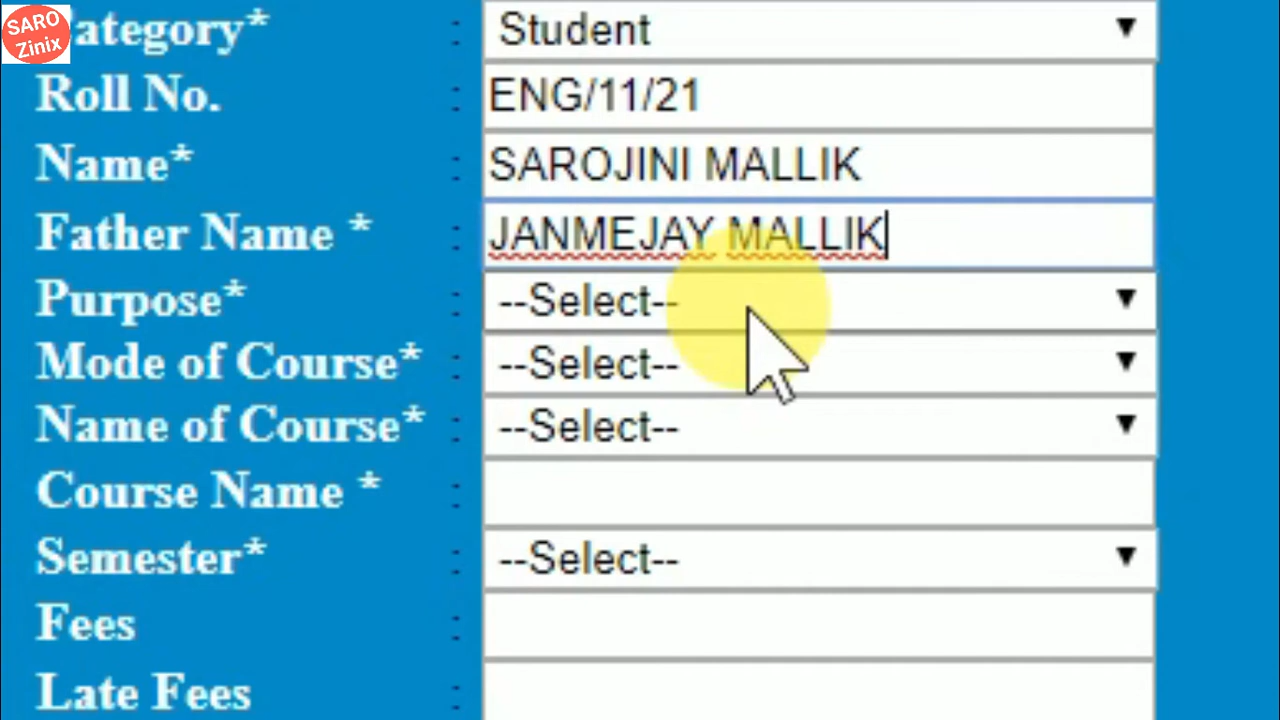 SARO
Zinix
ategory* : Student
Roll No. : ENG/11/21
Name* : SAROJINI MALLIK
Father Name * : JANMEJAY MALLIK
Purpose* : --Select--
Mode of Course* : --Select--
Name of Course* : --Select--
Course Name * :
Semester* : --Select--
Fees :
Late Fees :